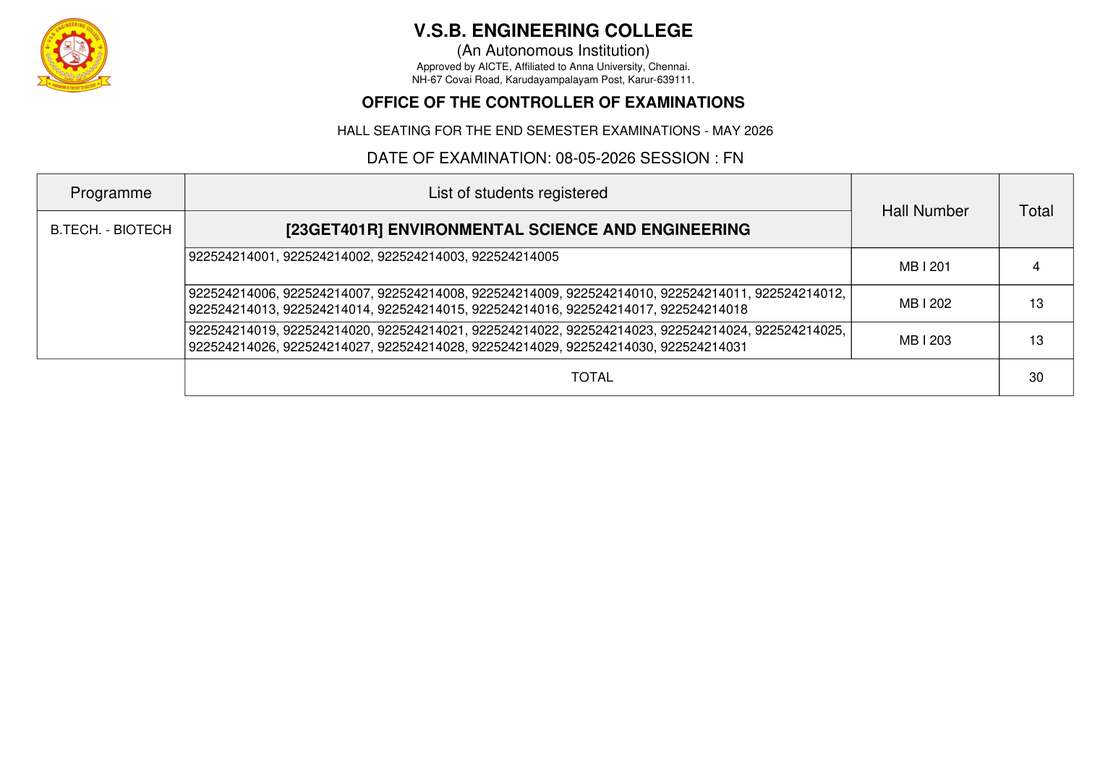 V.S.B. ENGINEERING COLLEGE
(An Autonomous Institution)
Approved by AICTE, Affiliated to Anna University, Chennai.
NH-67 Covai Road, Karudayampalayam Post, Karur-639111.
OFFICE OF THE CONTROLLER OF EXAMINATIONS
HALL SEATING FOR THE END SEMESTER EXAMINATIONS - MAY 2026
DATE OF EXAMINATION: 08-05-2026 SESSION : FN
Programme
List of students registered
Hall Number
Total
B.TECH. - BIOTECH
[23GET401R] ENVIRONMENTAL SCIENCE AND ENGINEERING
922524214001, 922524214002, 922524214003, 922524214005
MB I 201
4
922524214006, 922524214007, 922524214008, 922524214009, 922524214010, 922524214011, 922524214012,
922524214013, 922524214014, 922524214015, 922524214016, 922524214017, 922524214018
MB I 202
13
922524214019, 922524214020, 922524214021, 922524214022, 922524214023, 922524214024, 922524214025,
922524214026, 922524214027, 922524214028, 922524214029, 922524214030, 922524214031
MB I 203
13
TOTAL
30